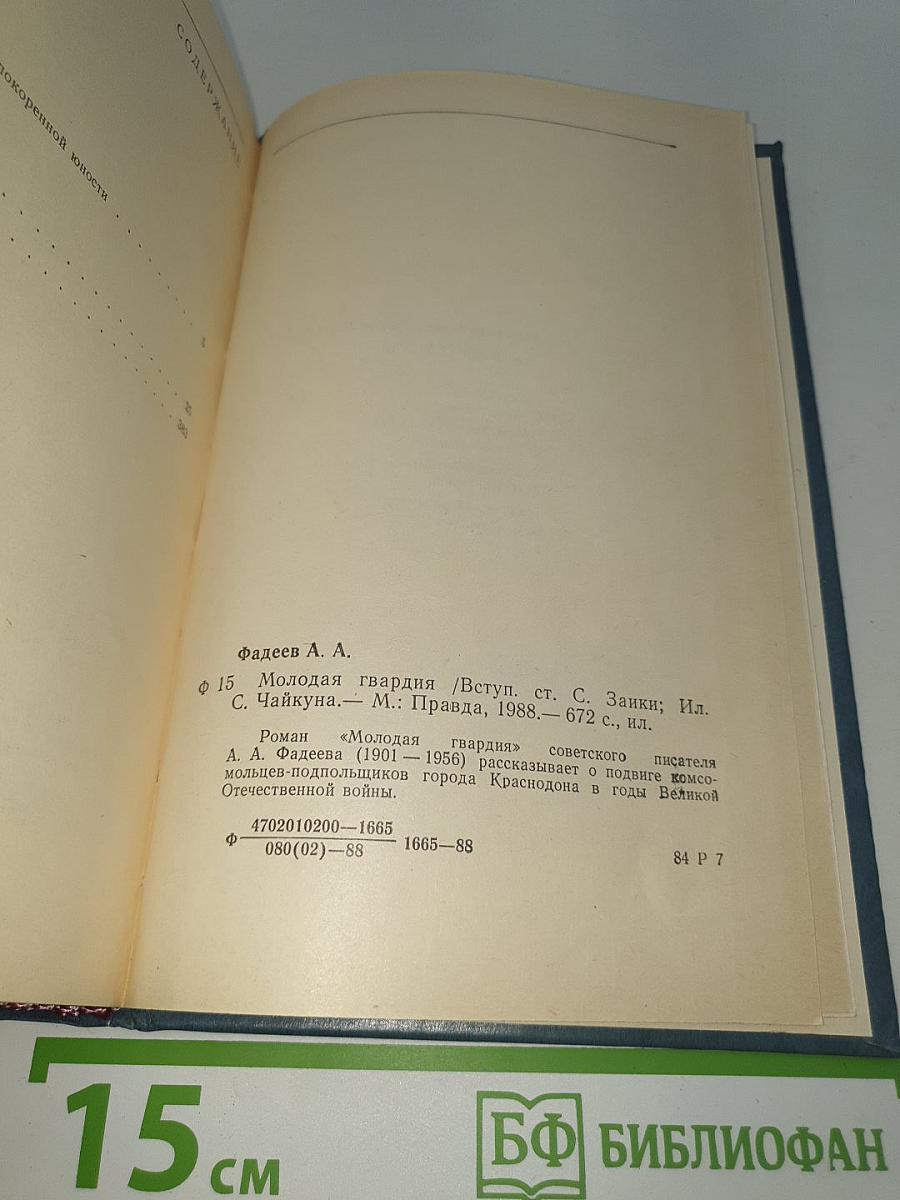 СОДЕРЖАНИЕ
юности
Фадеев А. А.
Ф 15 Молодая гвардия /Вступ. ст. С. Заики; Ил.
С. Чайкуна.— М.: Правда, 1988.— 672 с., ил.
Роман «Молодая гвардия» советского писателя
А. А. Фадеева (1901 — 1956) рассказывает о подвиге комсо-
мольцев-подпольщиков города Краснодона в годы Великой
Отечественной войны.
Ф 4702010200—1665
080(02)—88
1665—88
84 Р 7
15 см
БФ БИБЛИОФАН